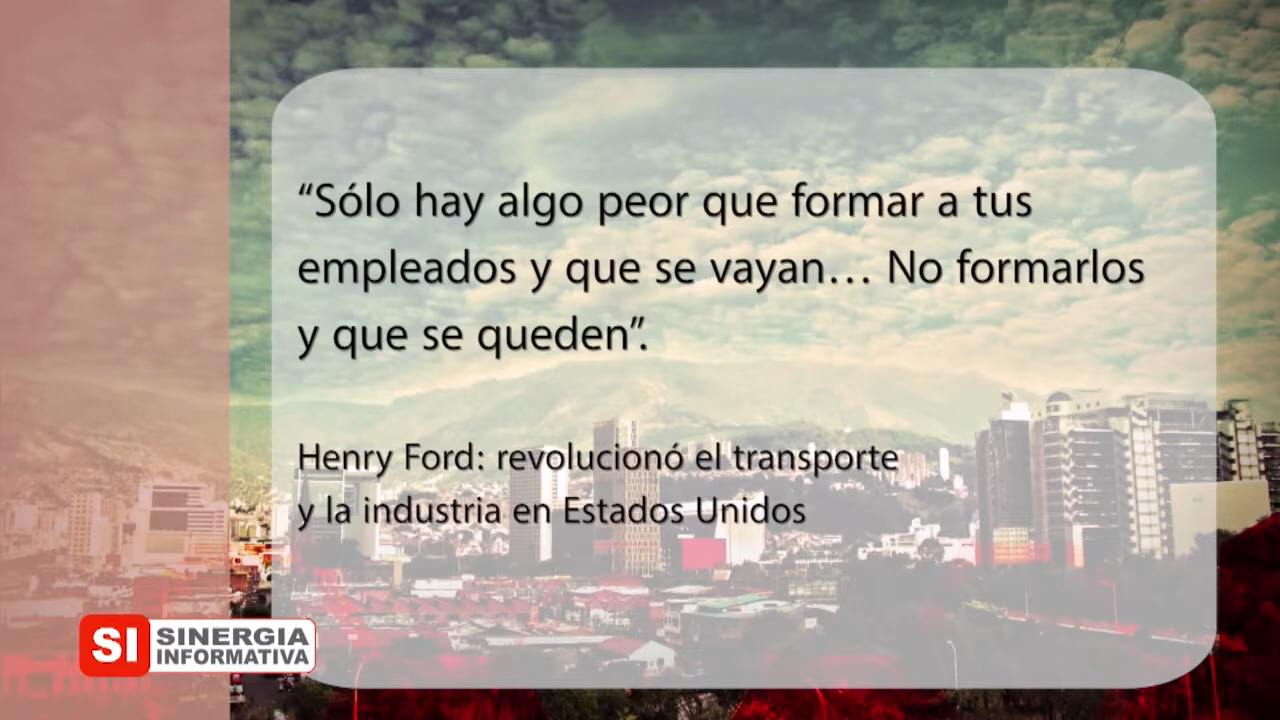 “Sólo hay algo peor que formar a tus
empleados y que se vayan… No formarlos
y que se queden”.
Henry Ford: revolucionó el transporte
y la industria en Estados Unidos
SI SINERGIA
INFORMATIVA